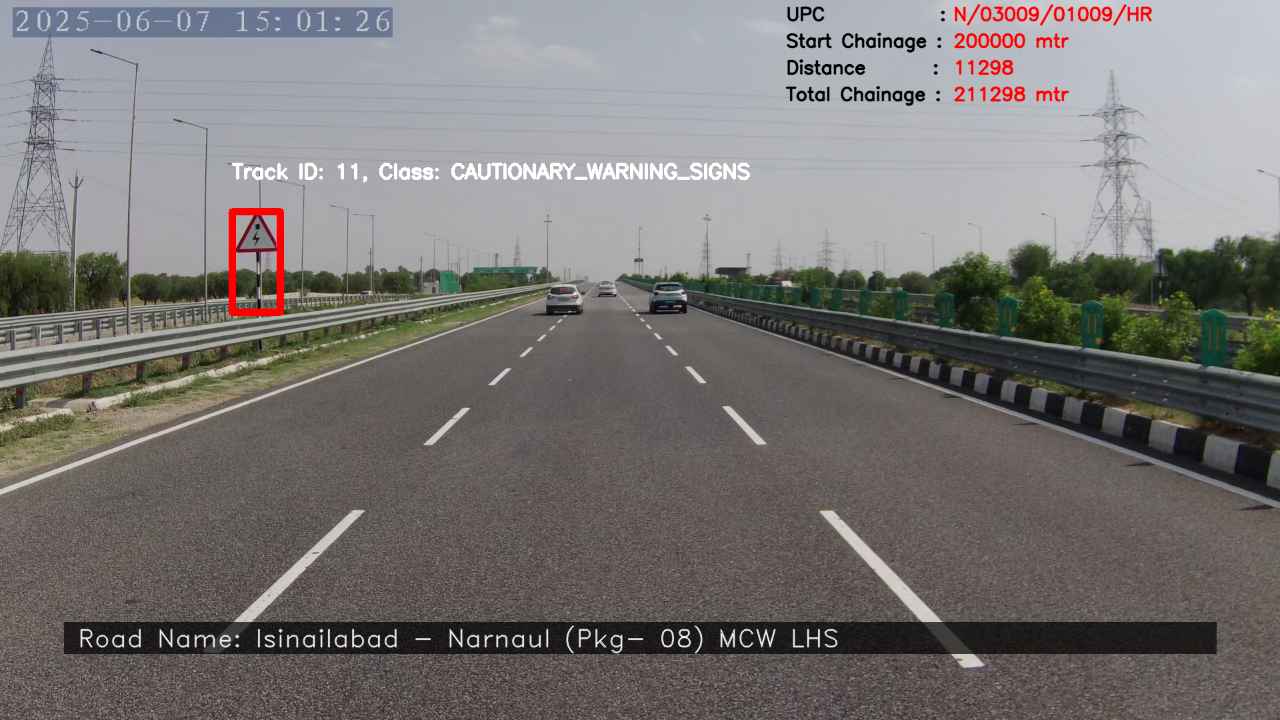 2025-06-07 15:01:26
UPC : N/03009/01009/HR
Start Chainage : 200000 mtr
Distance : 11298
Total Chainage : 211298 mtr
Track ID: 11, Class: CAUTIONARY_WARNING_SIGNS
Road Name: Isinailabad - Narnaul (Pkg- 08) MCW LHS